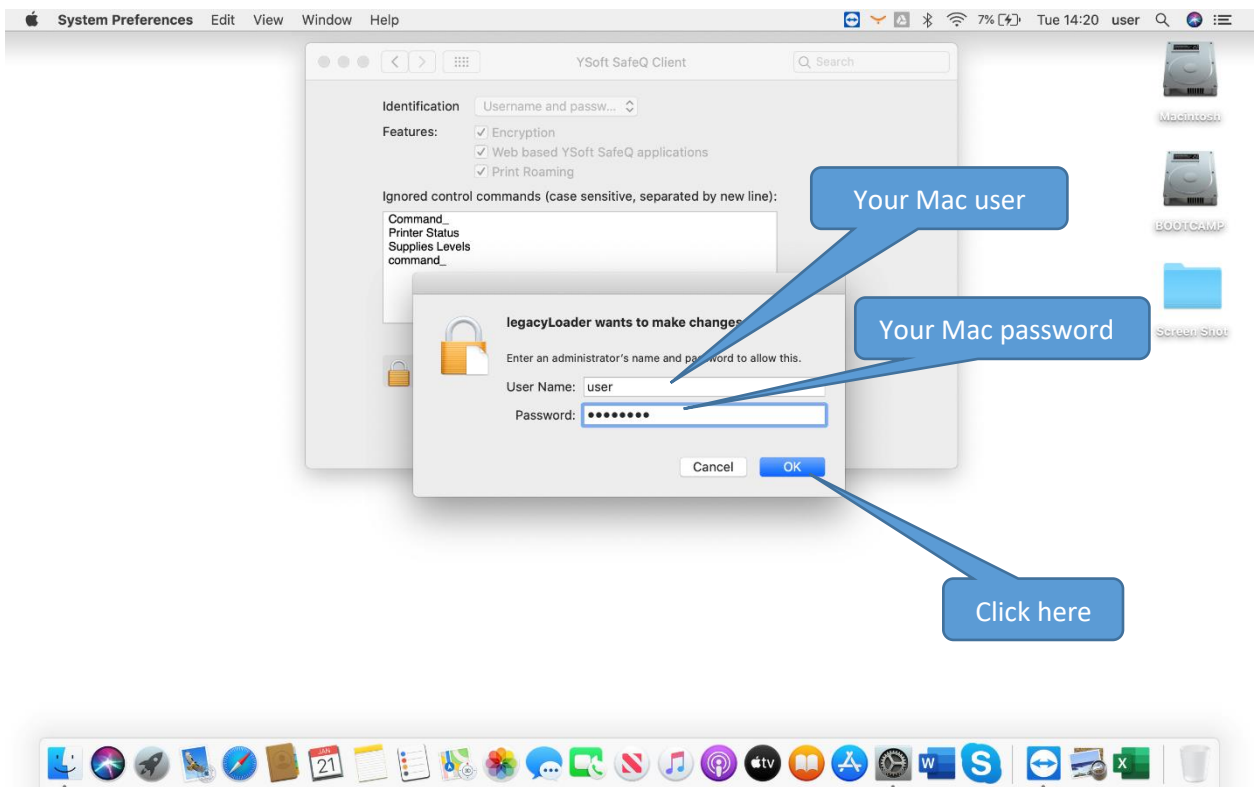 System Preferences Edit View Window Help 7% Tue 14:20 user
YSoft SafeQ Client
Search
Identification Username and passw...
Features: Encryption
Web based YSoft SafeQ applications
Print Roaming
Ignored control commands (case sensitive, separated by new line):
Command_
Printer Status
Supplies Levels
command_
Your Mac user
legacyLoader wants to make changes
Your Mac password
Enter an administrator's name and password to allow this.
User Name: user
Password: ••••••••
Cancel OK
Click here
Macintosh
BOOTCAMP
Screen Shot
JAN
21
tv
W
S
X